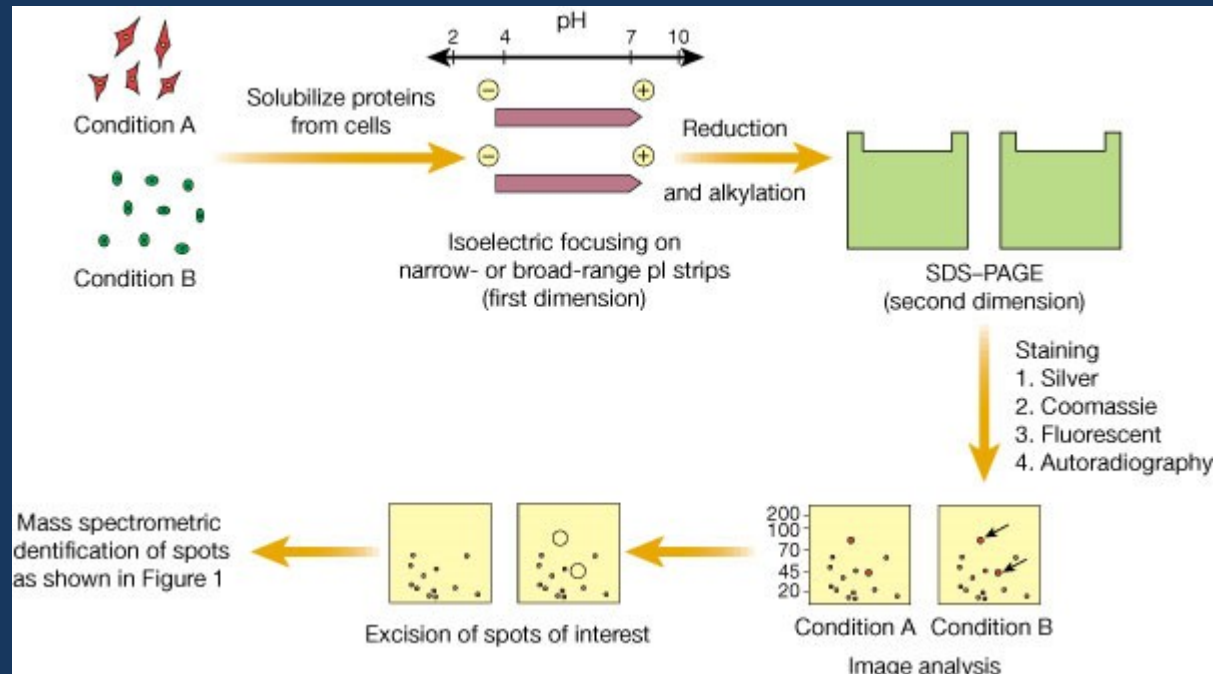 pH
2 4 7 10
Condition A
Solubilize proteins
from cells
− +
− +
Reduction
and alkylation
Condition B
Isoelectric focusing on
narrow- or broad-range pI strips
(first dimension)
SDS–PAGE
(second dimension)
Staining
1. Silver
2. Coomassie
3. Fluorescent
4. Autoradiography
Mass spectrometric
dentification of spots
as shown in Figure 1
Excision of spots of interest
200
100
70
45
20
Condition A Condition B
Image analysis